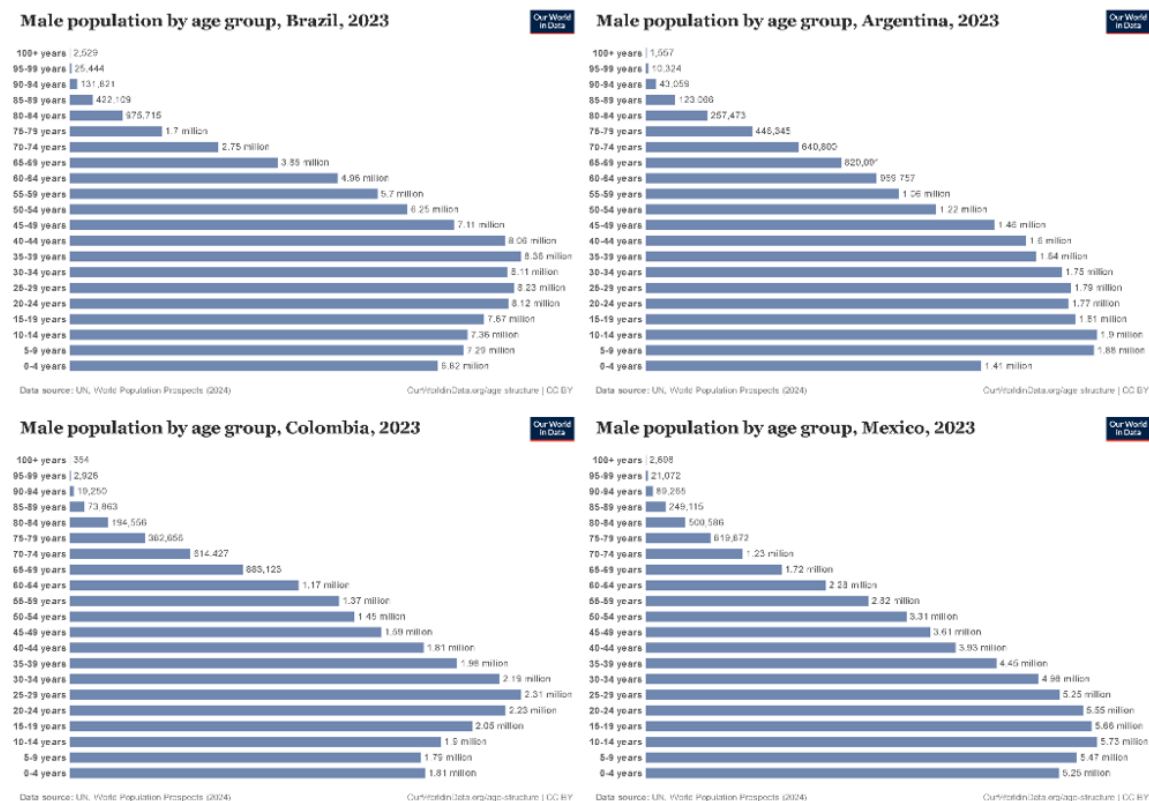 Male population by age group, Brazil, 2023
Our World in Data
100+ years 2,529
95-99 years 25,444
90-94 years 131,821
85-89 years 422,109
80-84 years 975,715
75-79 years 1.7 million
70-74 years 2.75 million
65-69 years 3.85 million
60-64 years 4.96 million
55-59 years 5.7 million
50-54 years 6.25 million
45-49 years 7.11 million
40-44 years 8.06 million
35-39 years 8.36 million
30-34 years 8.11 million
25-29 years 8.23 million
20-24 years 8.12 million
15-19 years 7.67 million
10-14 years 7.36 million
5-9 years 7.29 million
0-4 years 6.82 million
Data source: UN, World Population Prospects (2024)
OurWorldinData.org/age-structure | CC BY
Male population by age group, Argentina, 2023
Our World in Data
100+ years 1,557
95-99 years 10,324
90-94 years 43,059
85-89 years 123,066
80-84 years 257,473
75-79 years 446,345
70-74 years 640,800
65-69 years
60-64 years 959,757
55-59 years 1.06 million
50-54 years 1.22 million
45-49 years 1.46 million
40-44 years 1.6 million
35-39 years 1.64 million
30-34 years 1.75 million
25-29 years 1.79 million
20-24 years 1.77 million
15-19 years 1.81 million
10-14 years 1.9 million
5-9 years 1.88 million
0-4 years 1.41 million
Data source: UN, World Population Prospects (2024)
OurWorldinData.org/age-structure | CC BY
Male population by age group, Colombia, 2023
Our World in Data
100+ years 354
95-99 years 2,926
90-94 years 19,250
85-89 years 73,863
80-84 years 194,556
75-79 years 382,656
70-74 years 614,427
65-69 years 883,123
60-64 years 1.17 million
55-59 years 1.37 million
50-54 years 1.45 million
45-49 years 1.59 million
40-44 years 1.81 million
35-39 years 1.98 million
30-34 years 2.19 million
25-29 years 2.31 million
20-24 years 2.23 million
15-19 years 2.05 million
10-14 years 1.9 million
5-9 years 1.79 million
0-4 years 1.81 million
Data source: UN, World Population Prospects (2024)
OurWorldinData.org/age-structure | CC BY
Male population by age group, Mexico, 2023
Our World in Data
100+ years 2,698
95-99 years 21,072
90-94 years 89,265
85-89 years 249,115
80-84 years 500,586
75-79 years
70-74 years 1.23 million
65-69 years 1.72 million
60-64 years 2.28 million
55-59 years 2.82 million
50-54 years 3.31 million
45-49 years 3.61 million
40-44 years 3.93 million
35-39 years 4.45 million
30-34 years 4.98 million
25-29 years 5.25 million
20-24 years 5.55 million
15-19 years 5.66 million
10-14 years 5.73 million
5-9 years 5.47 million
0-4 years 5.25 million
Data source: UN, World Population Prospects (2024)
OurWorldinData.org/age-structure | CC BY